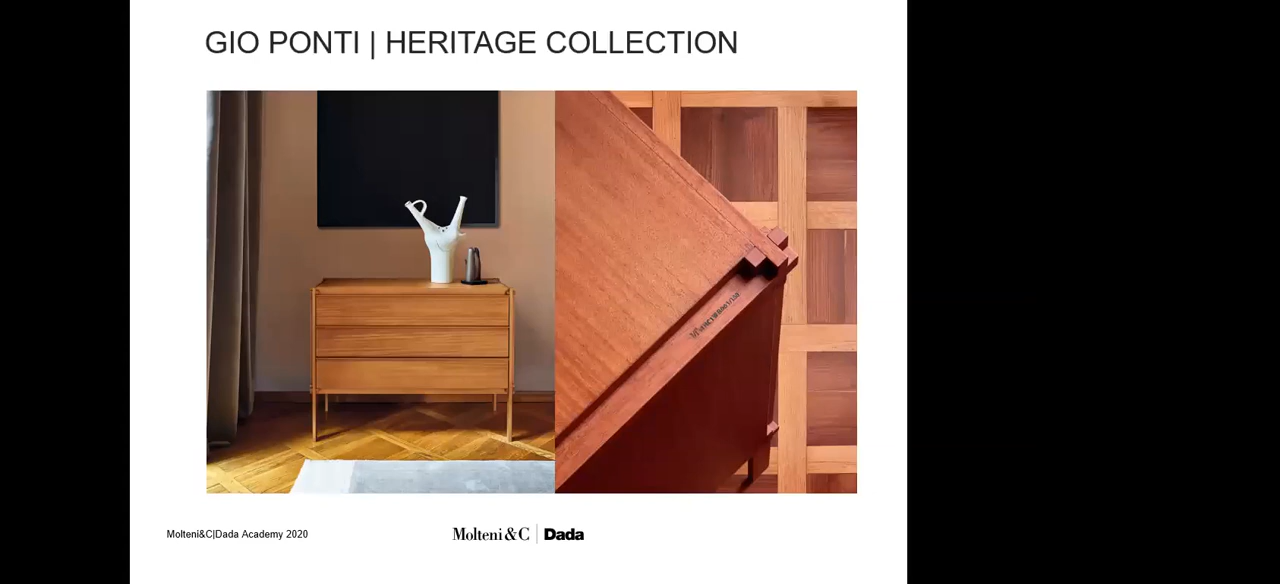 GIO PONTI | HERITAGE COLLECTION
Molteni&C|Dada Academy 2020
Molteni&C | Dada